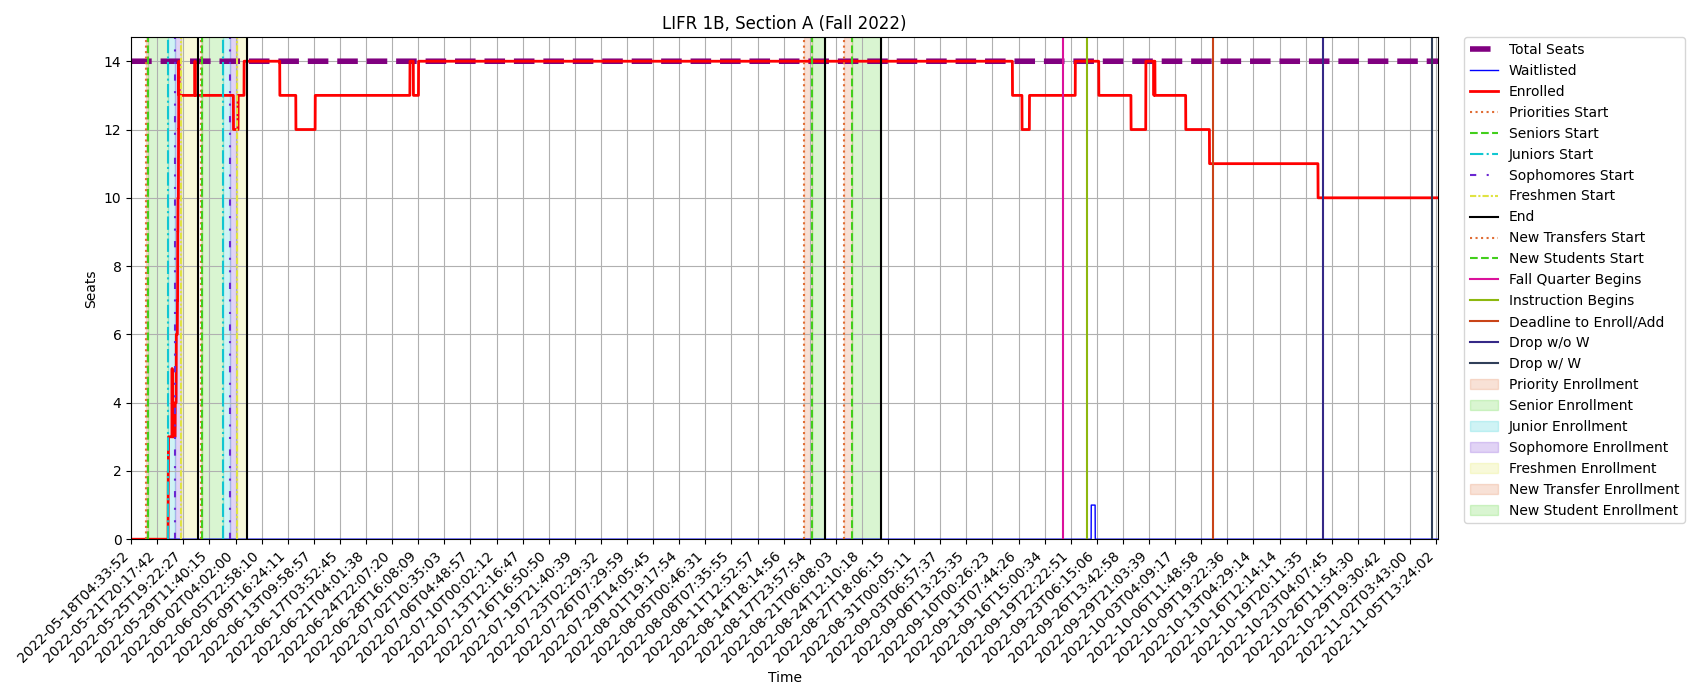 LIFR 1B, Section A (Fall 2022)
Seats
14
12
10
8
6
4
2
0
2022-05-18T04:33:52
2022-05-21T20:17:42
2022-05-25T19:22:27
2022-05-29T11:40:15
2022-06-02T04:02:00
2022-06-05T22:58:10
2022-06-09T16:24:11
2022-06-13T09:58:57
2022-06-17T03:52:45
2022-06-21T04:01:38
2022-06-24T22:07:20
2022-06-28T16:08:09
2022-07-02T10:35:03
2022-07-06T04:48:57
2022-07-10T00:02:12
2022-07-13T12:16:47
2022-07-16T16:50:50
2022-07-19T21:40:39
2022-07-23T02:29:32
2022-07-26T07:29:59
2022-07-29T14:05:45
2022-08-01T19:17:54
2022-08-05T00:46:31
2022-08-08T07:35:55
2022-08-11T12:52:57
2022-08-14T18:14:56
2022-08-17T23:57:54
2022-08-21T06:08:03
2022-08-24T12:10:18
2022-08-27T18:06:15
2022-08-31T00:05:11
2022-09-03T06:57:37
2022-09-06T13:25:35
2022-09-10T00:26:23
2022-09-13T07:44:26
2022-09-16T15:00:34
2022-09-19T22:22:51
2022-09-23T06:15:06
2022-09-26T13:42:58
2022-09-29T21:03:39
2022-10-03T04:09:17
2022-10-06T11:48:58
2022-10-09T19:22:36
2022-10-13T04:29:14
2022-10-16T12:14:14
2022-10-19T20:11:35
2022-10-23T04:07:45
2022-10-26T11:54:30
2022-10-29T19:30:42
2022-11-02T03:43:00
2022-11-05T13:24:02
Time
Total Seats
Waitlisted
Enrolled
Priorities Start
Seniors Start
Juniors Start
Sophomores Start
Freshmen Start
End
New Transfers Start
New Students Start
Fall Quarter Begins
Instruction Begins
Deadline to Enroll/Add
Drop w/o W
Drop w/ W
Priority Enrollment
Senior Enrollment
Junior Enrollment
Sophomore Enrollment
Freshmen Enrollment
New Transfer Enrollment
New Student Enrollment